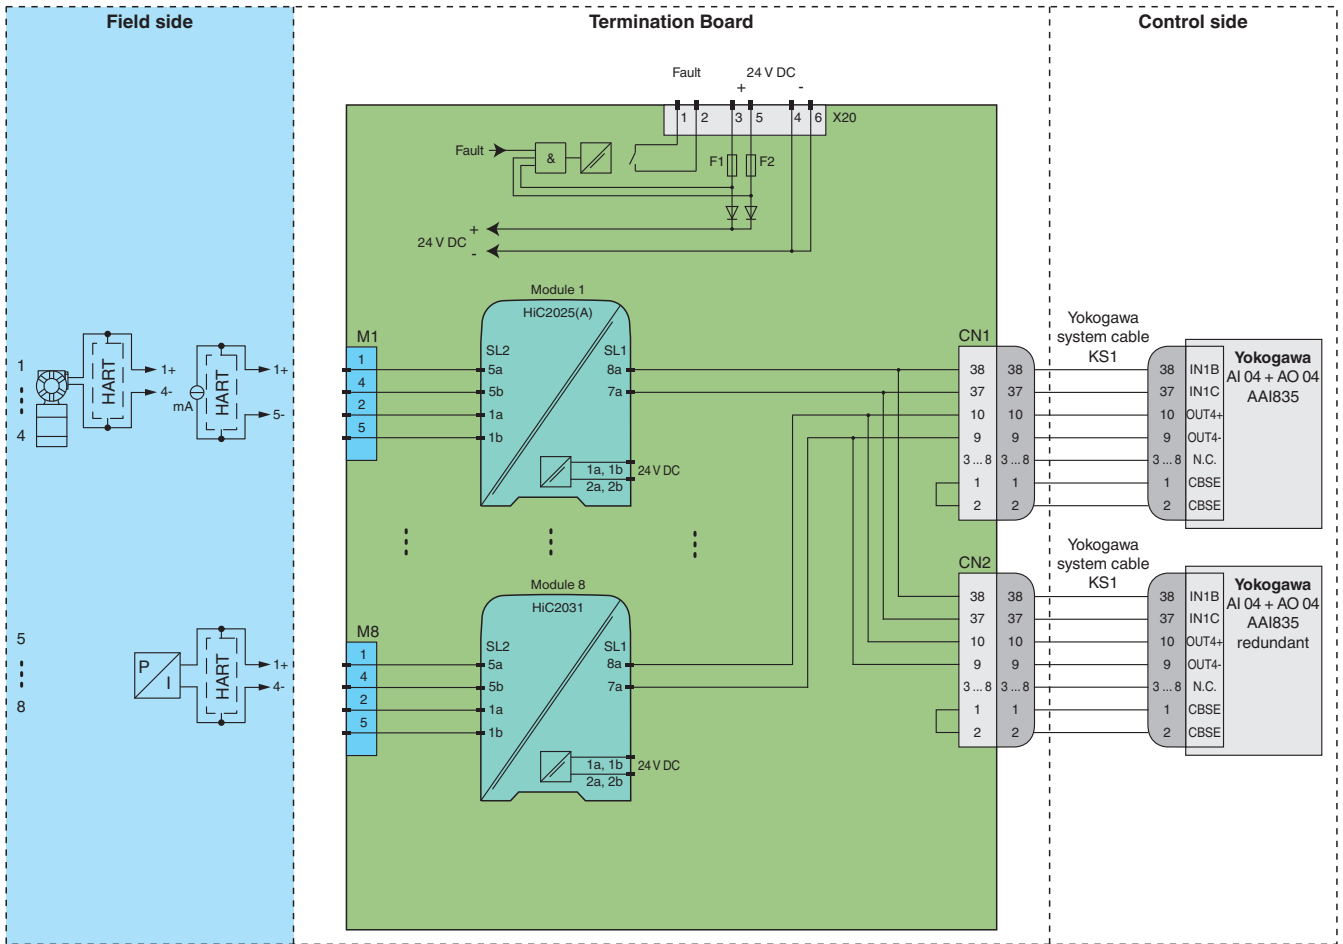 Field side
Termination Board
Control side
Fault
24 V DC
+
-
1
2
3
5
4
6
X20
Fault
&
F1
F2
+
24 V DC
-
Module 1
HiC2025(A)
M1
1
4
2
5
SL2
5a
5b
1a
1b
SL1
8a
7a
1a, 1b
2a, 2b
24 V DC
1
4
HART
1+
4-
mA
HART
1+
5-
CN1
38 38
37 37
10 10
9 9
3 ... 8 3 ... 8
1 1
2 2
Yokogawa
system cable
KS1
38 IN1B
37 IN1C
10 OUT4+
9 OUT4-
3 ... 8 N.C.
1 CBSE
2 CBSE
Yokogawa
AI 04 + AO 04
AAI835
Module 8
HiC2031
M8
1
4
2
5
SL2
5a
5b
1a
1b
SL1
8a
7a
1a, 1b
2a, 2b
24 V DC
5
8
P
I
HART
1+
4-
CN2
38 38
37 37
10 10
9 9
3 ... 8 3 ... 8
1 1
2 2
Yokogawa
system cable
KS1
38 IN1B
37 IN1C
10 OUT4+
9 OUT4-
3 ... 8 N.C.
1 CBSE
2 CBSE
Yokogawa
AI 04 + AO 04
AAI835
redundant